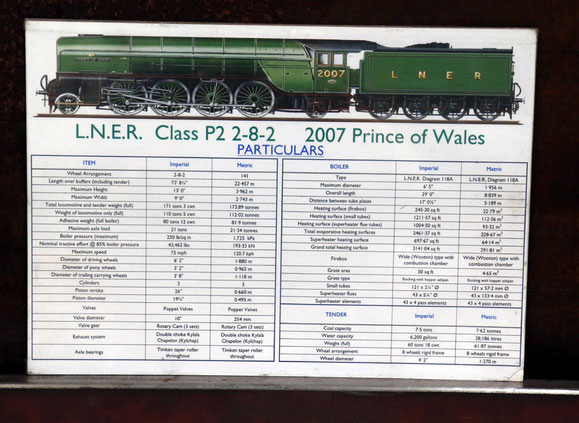 2007
L N E R
L.N.E.R. Class P2 2-8-2 2007 Prince of Wales
PARTICULARS
ITEM Imperial Metric
Wheel Arrangement 2-8-2 141
Length over buffers (including tender) 73' 8¼" 22·457 m
Maximum Height 13' 0" 3·962 m
Maximum Width 9' 0" 2·743 m
Total locomotive and tender weight (full) 171 tons 3 cwt 173.89 tonnes
Weight of locomotive only (full) 110 tons 5 cwt 112·02 tonnes
Adhesive weight (full boiler) 80 tons 12 cwt 81·9 tonnes
Maximum axle load 21 tons 21·34 tonnes
Boiler pressure (maximum) 250 lb/sq in 1,725 kPa
Nominal tractive effort @ 85% boiler pressure 43,462 lbs 193·33 kN
Maximum speed 75 mph 120.7 kph
Diameter of driving wheels 6' 2" 1·880 m
Diameter of pony wheels 3' 2" 0·965 m
Diameter of trailing carrying wheels 3' 8" 1·118 m
Cylinders 3 3
Piston stroke 26" 0·660 m
Piston diameter 19½" 0·495 m
Valves Poppet Valves Poppet Valves
Valve diameter 10" 254 mm
Valve gear Rotary Cam (3 sets) Rotary Cam (3 sets)
Exhaust system Double choke Kylala Chapelon (Kylchap) Double choke Kylala Chapelon (Kylchap)
Axle bearings Timken taper roller throughout Timken taper roller throughout
BOILER Imperial Metric
Type L.N.E.R. Diagram 118A L.N.E.R. Diagram 118A
Maximum diameter 6' 5" 1·956 m
Overall length 29' 0" 8·839 m
Distance between tube plates 17' 0¼" 5·189 m
Heating surface (firebox) 245·30 sq ft 22·79 m²
Heating surface (small tubes) 1211·57 sq ft 112·56 m²
Heating surface (superheater flue tubes) 1004·50 sq ft 93·32 m²
Total evaporative heating surfaces 2461·37 sq ft 228·67 m²
Superheater heating surface 697·67 sq ft 64·14 m²
Grand total heating surface 3141·04 sq ft 291·81 m²
Firebox Wide (Wooton) type with combustion chamber Wide (Wooton) type with combustion chamber
Grate area 50 sq ft 4·65 m²
Grate type Rocking with hopper ashpan Rocking with hopper ashpan
Small tubes 121 x 2¼" Ø 121 x 57·2 mm Ø
Superheater flues 43 x 5¼" Ø 43 x 133·4 mm Ø
Superheater elements 43 x 4 pass elements 43 x 4 pass elements
TENDER Imperial Metric
Coal capacity 7·5 tons 7·62 tonnes
Water capacity 6,200 gallons 28,186 litres
Weight (full) 60 tons 18 cwt 61·87 tonnes
Wheel arrangement 8 wheels rigid frame 8 wheels rigid frame
Wheel diameter 4' 2" 1·270 m